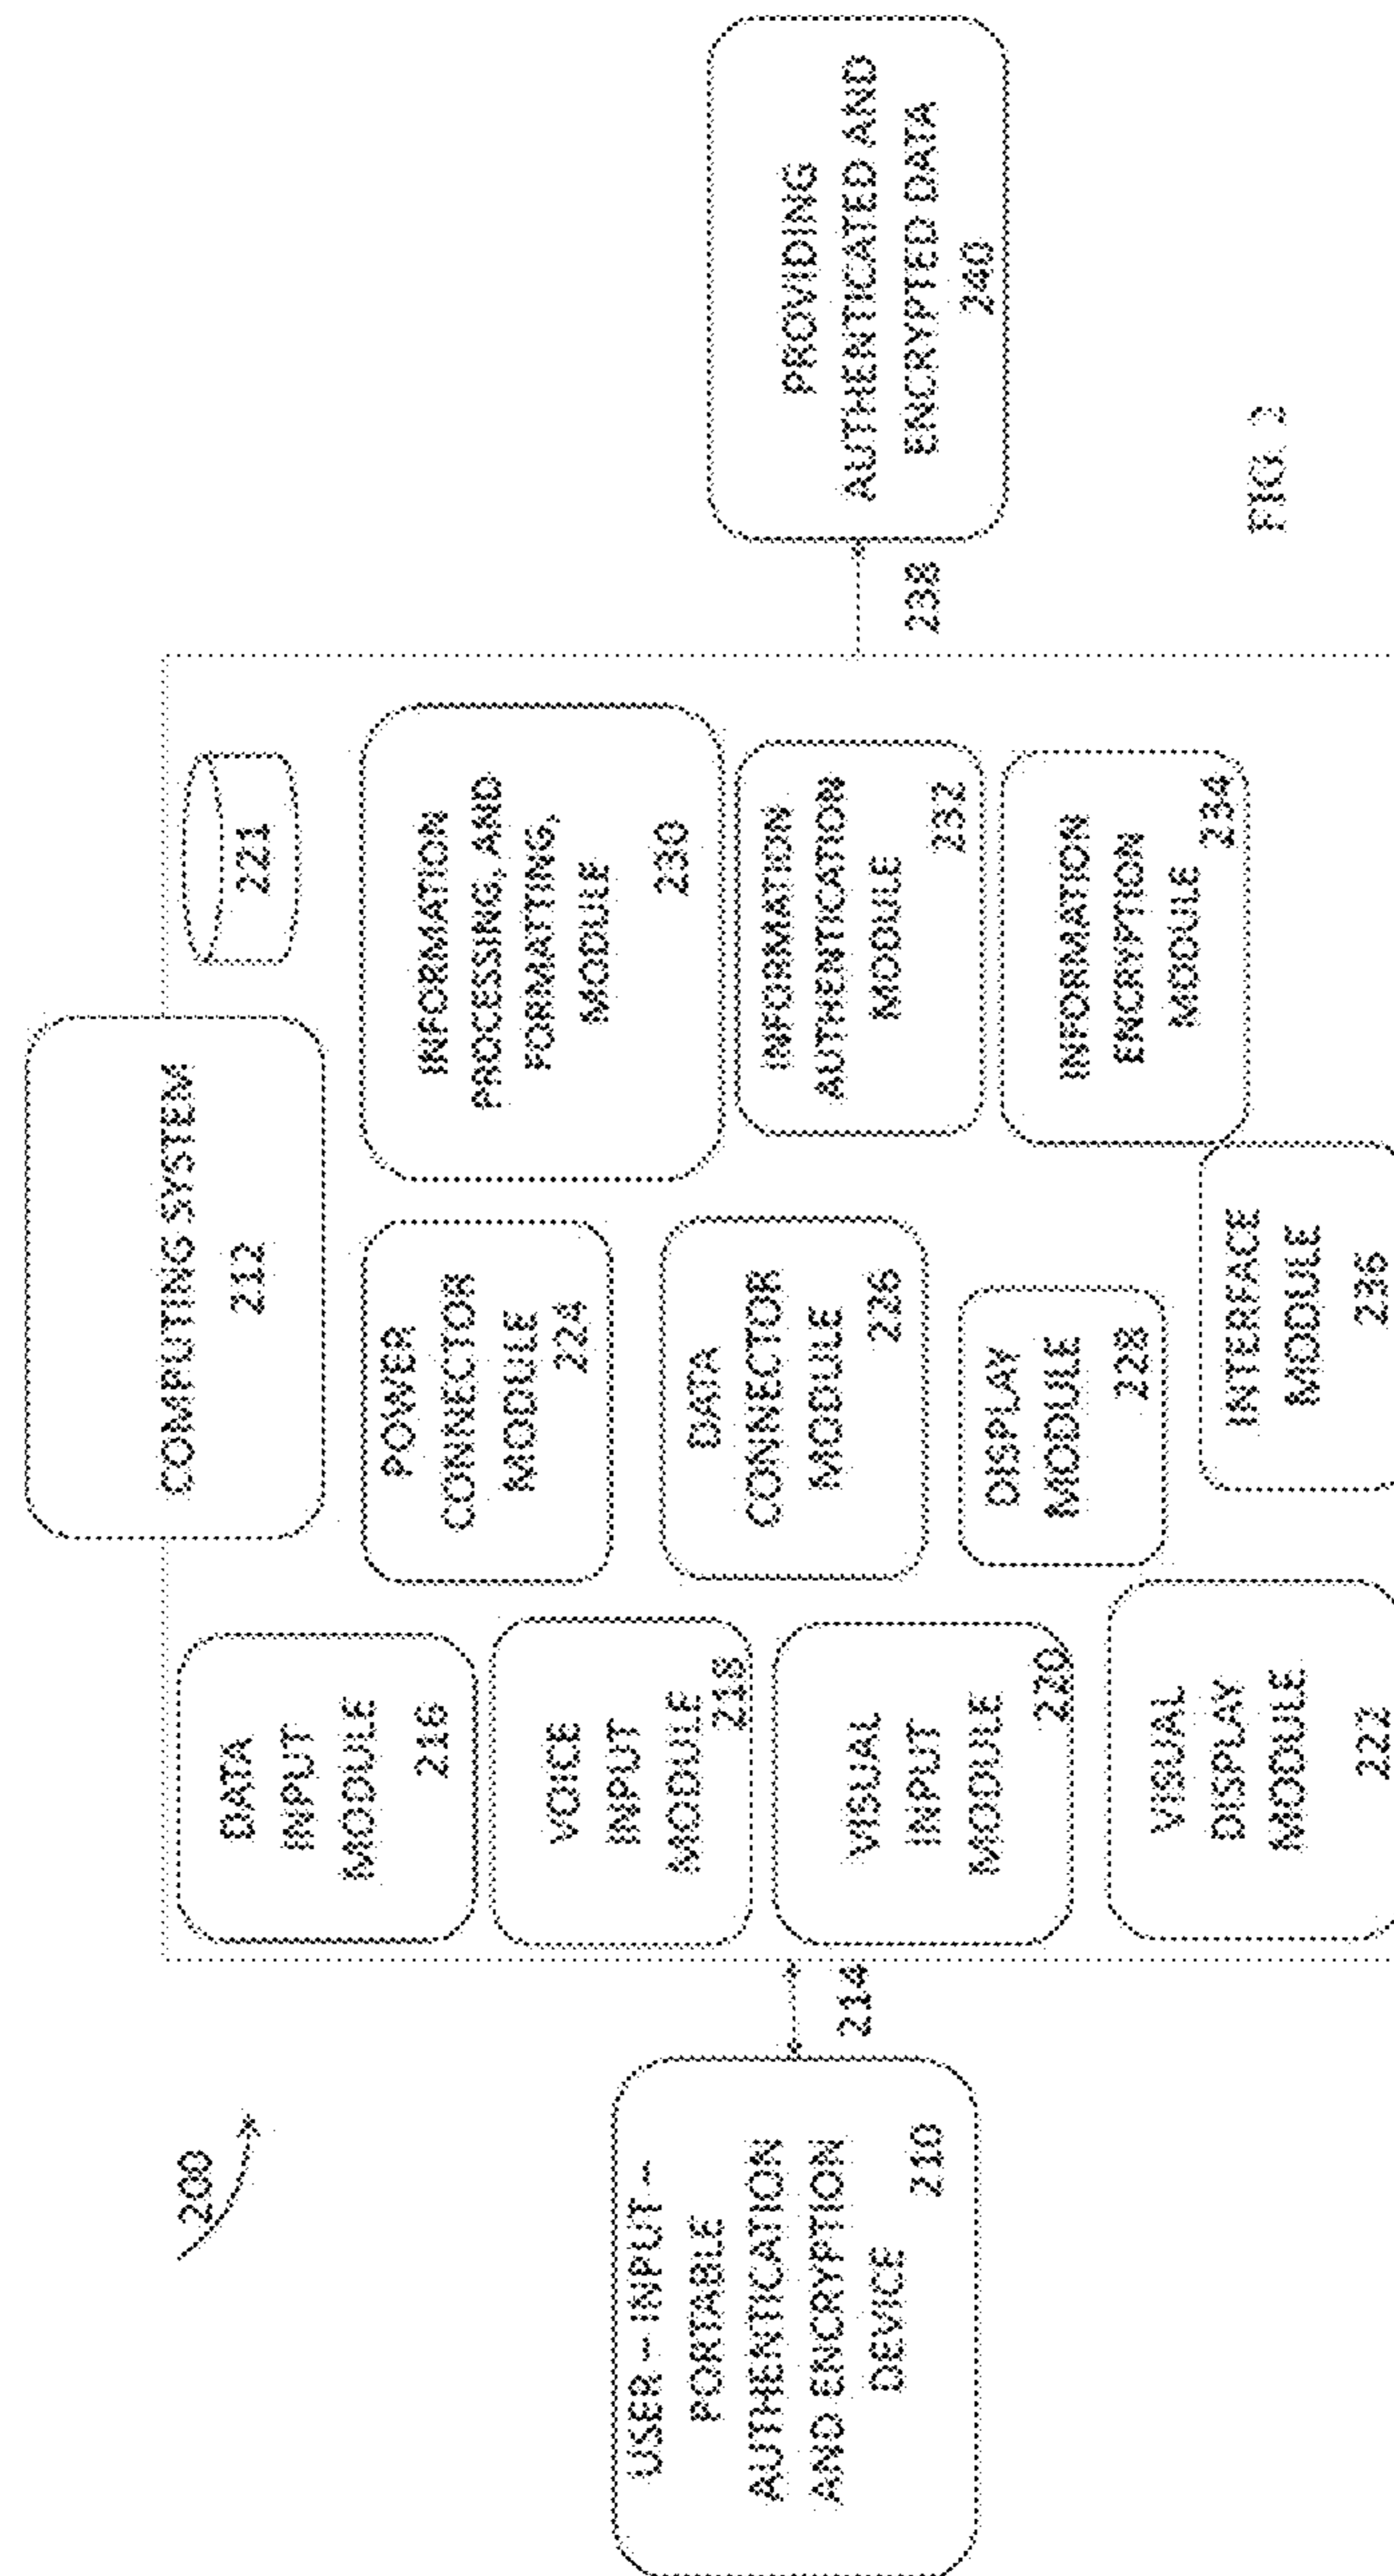 200
USER – INPUT –
PORTABLE
AUTHENTICATION
AND ENCRYPTION
DEVICE
210
214
COMPUTING SYSTEM
212
DATA
INPUT
MODULE
216
VOICE
INPUT
MODULE
218
VISUAL
INPUT
MODULE
220
VISUAL
DISPLAY
MODULE
222
POWER
CONNECTOR
MODULE
224
DATA
CONNECTOR
MODULE
226
DISPLAY
MODULE
228
INTERFACE
MODULE
236
221
INFORMATION
PROCESSING, AND
FORMATTING,
MODULE
230
INFORMATION
AUTHENTICATION
MODULE
232
INFORMATION
ENCRYPTION
MODULE
234
238
PROVIDING
AUTHENTICATED AND
ENCRYPTED DATA
240
FIG. 2